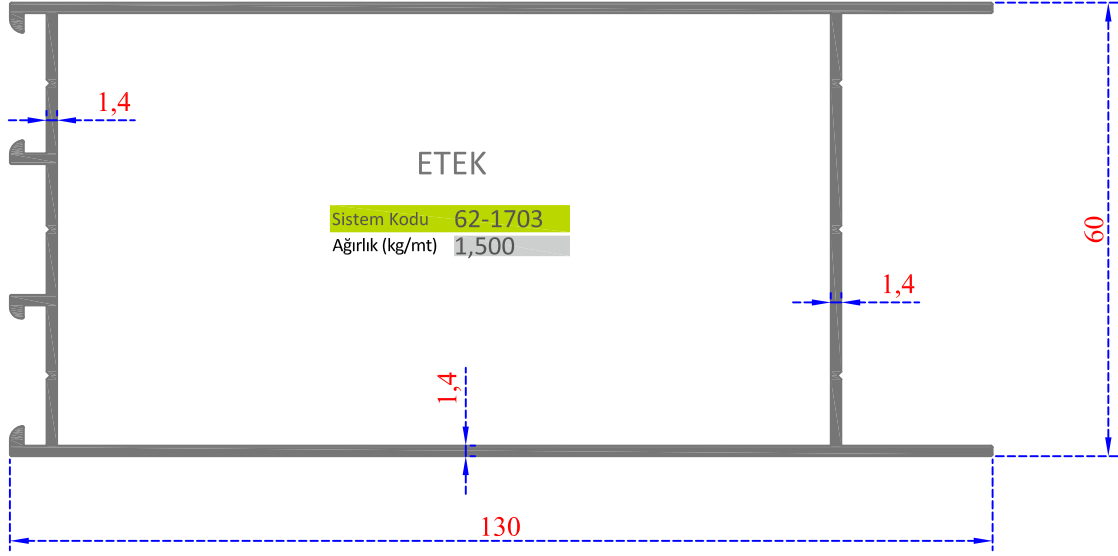 1,4
ETEK
Sistem Kodu 62-1703
Ağırlık (kg/mt) 1,500
60
1,4
1,4
130